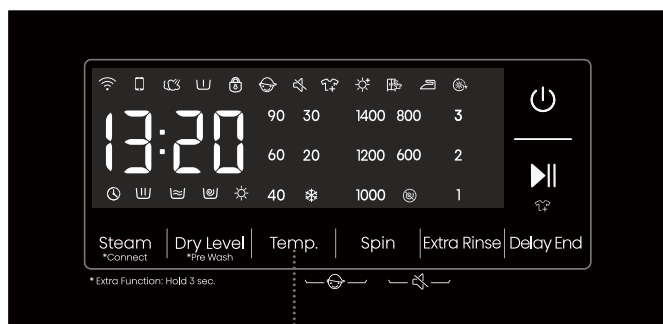 13:20
90 30 1400 800 3
60 20 1200 600 2
40 1000 1
Steam Dry Level Temp. Spin Extra Rinse Delay End
*Connect *Pre Wash
* Extra Function: Hold 3 sec.